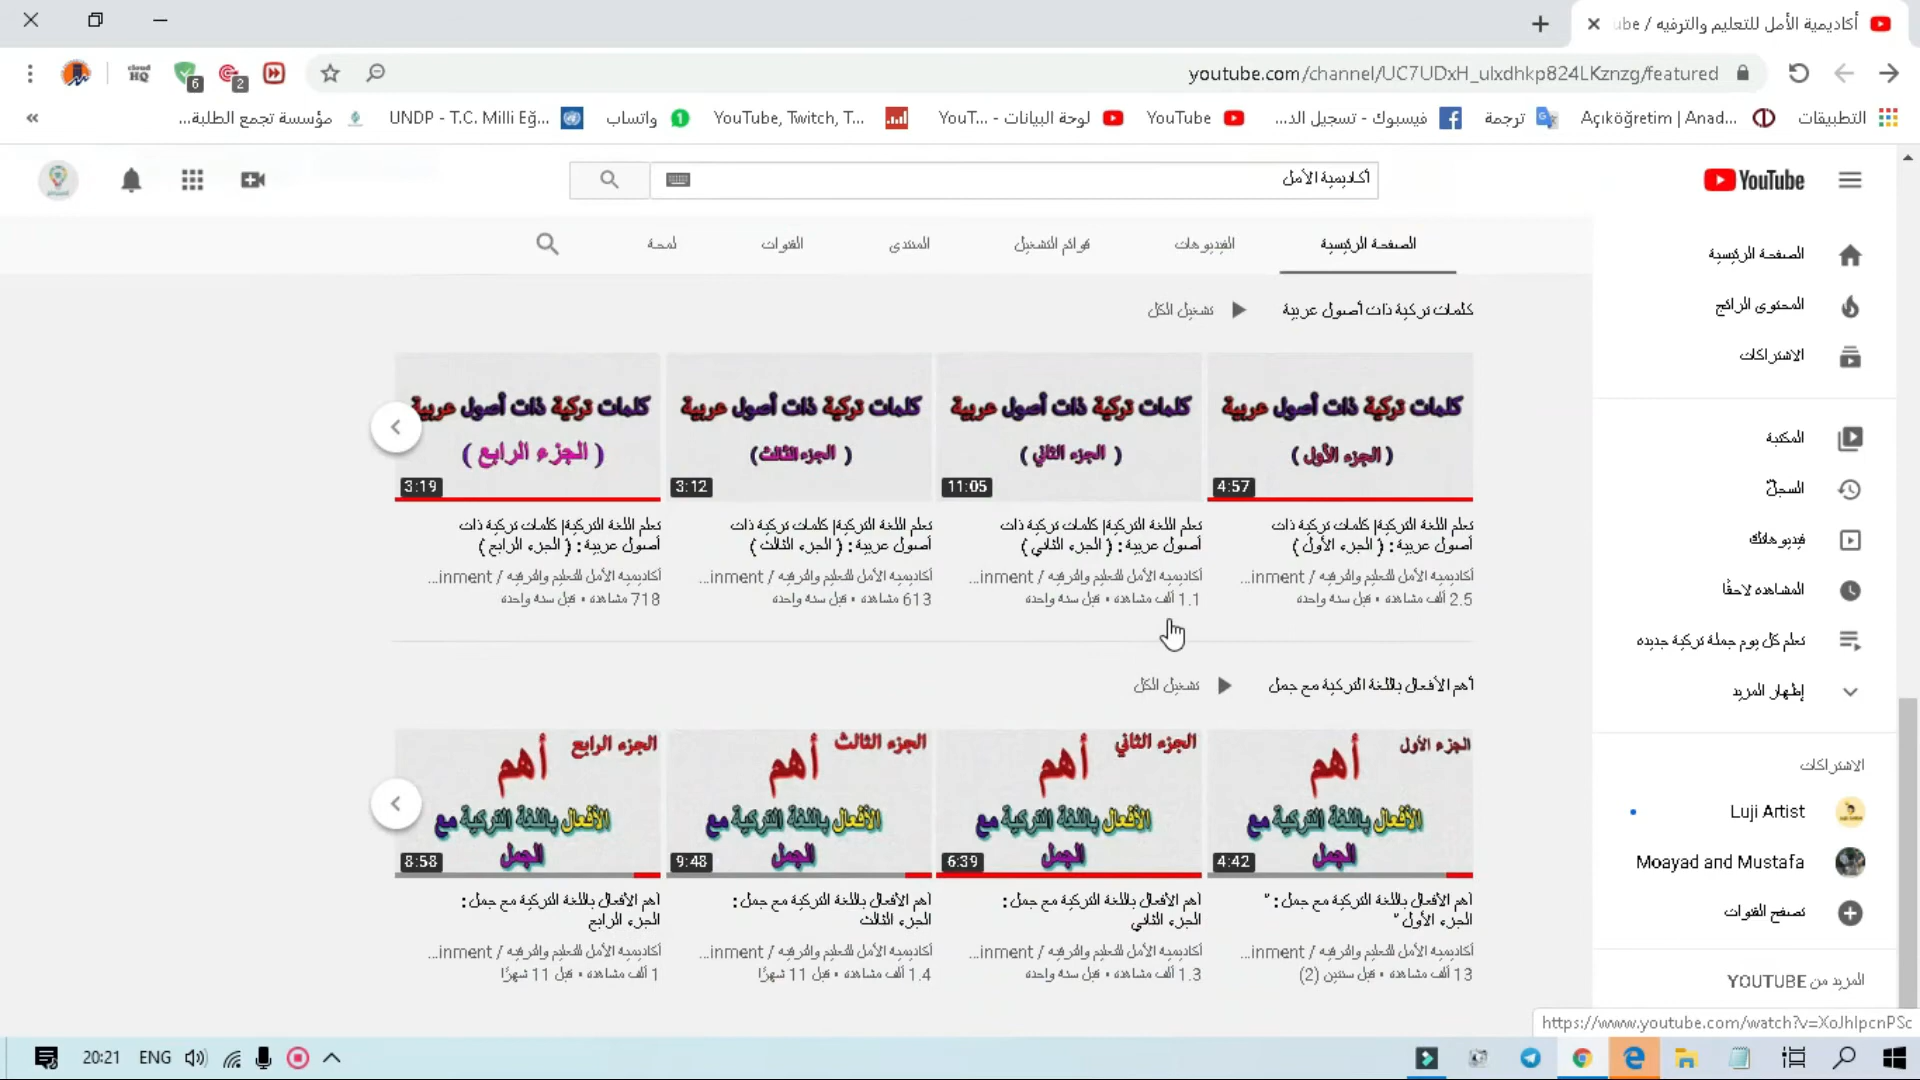 أكاديمية الأمل للتعليم والترفيه / ube
youtube.com/channel/UC7UDxH_ulxdhkp824LKznzg/featured
cloud HQ
6
2
التطبيقات
Açıköğretim | Anad...
ترجمة
فيسبوك - تسجيل الد...
YouTube
لوحة البيانات - YouT...
YouTube, Twitch, T...
واتساب
UNDP - T.C. Milli Eğ...
مؤسسة تجمع الطلبة...
YouTube
أكاديمية الأمل
الصفحة الرئيسية
الفيديوهات
قوائم التشغيل
المنتدى
القنوات
لمحة
الصفحة الرئيسية
المحتوى الرائج
الاشتراكات
المكتبة
السجلّ
فيديوهاتك
المشاهدة لاحقًا
تعلم كل يوم جملة تركية جديدة
إظهار المزيد
الاشتراكات
Luji Artist
Moayad and Mustafa
تصفح القنوات
المزيد من YOUTUBE
كلمات تركية ذات أصول عربية
تشغيل الكل
كلمات تركية ذات أصول عربية
( الجزء الأول )
4:57
تعلم اللغة التركية| كلمات تركية ذات
أصول عربية : ( الجزء الأول )
أكاديمية الأمل للتعليم والترفيه / inment...
2.5 ألف مشاهدة • قبل سنة واحدة
كلمات تركية ذات أصول عربية
( الجزء الثاني )
11:05
تعلم اللغة التركية| كلمات تركية ذات
أصول عربية : ( الجزء الثاني )
أكاديمية الأمل للتعليم والترفيه / inment...
1.1 ألف مشاهدة • قبل سنة واحدة
كلمات تركية ذات أصول عربية
( الجزء الثالث )
3:12
تعلم اللغة التركية| كلمات تركية ذات
أصول عربية : ( الجزء الثالث )
أكاديمية الأمل للتعليم والترفيه / inment...
613 مشاهدة • قبل سنة واحدة
كلمات تركية ذات أصول عربية
( الجزء الرابع )
3:19
تعلم اللغة التركية| كلمات تركية ذات
أصول عربية : ( الجزء الرابع )
أكاديمية الأمل للتعليم والترفيه / inment...
718 مشاهدة • قبل سنة واحدة
أهم الأفعال باللغة التركية مع جمل
تشغيل الكل
الجزء الأول
أهم
الأفعال باللغة التركية مع
الجمل
4:42
أهم الأفعال باللغة التركية مع جمل : "
الجزء الأول "
أكاديمية الأمل للتعليم والترفيه / inment...
13 ألف مشاهدة • قبل سنتين (2)
الجزء الثاني
أهم
الأفعال باللغة التركية مع
الجمل
6:39
أهم الأفعال باللغة التركية مع جمل :
الجزء الثاني
أكاديمية الأمل للتعليم والترفيه / inment...
1.3 ألف مشاهدة • قبل سنة واحدة
الجزء الثالث
أهم
الأفعال باللغة التركية مع
الجمل
9:48
أهم الأفعال باللغة التركية مع جمل :
الجزء الثالث
أكاديمية الأمل للتعليم والترفيه / inment...
1.4 ألف مشاهدة • قبل 11 شهرًا
الجزء الرابع
أهم
الأفعال باللغة التركية مع
الجمل
8:58
أهم الأفعال باللغة التركية مع جمل :
الجزء الرابع
أكاديمية الأمل للتعليم والترفيه / inment...
1 ألف مشاهدة • قبل 11 شهرًا
https://www.youtube.com/watch?v=XoJhIpcnPSc
20:21
ENG